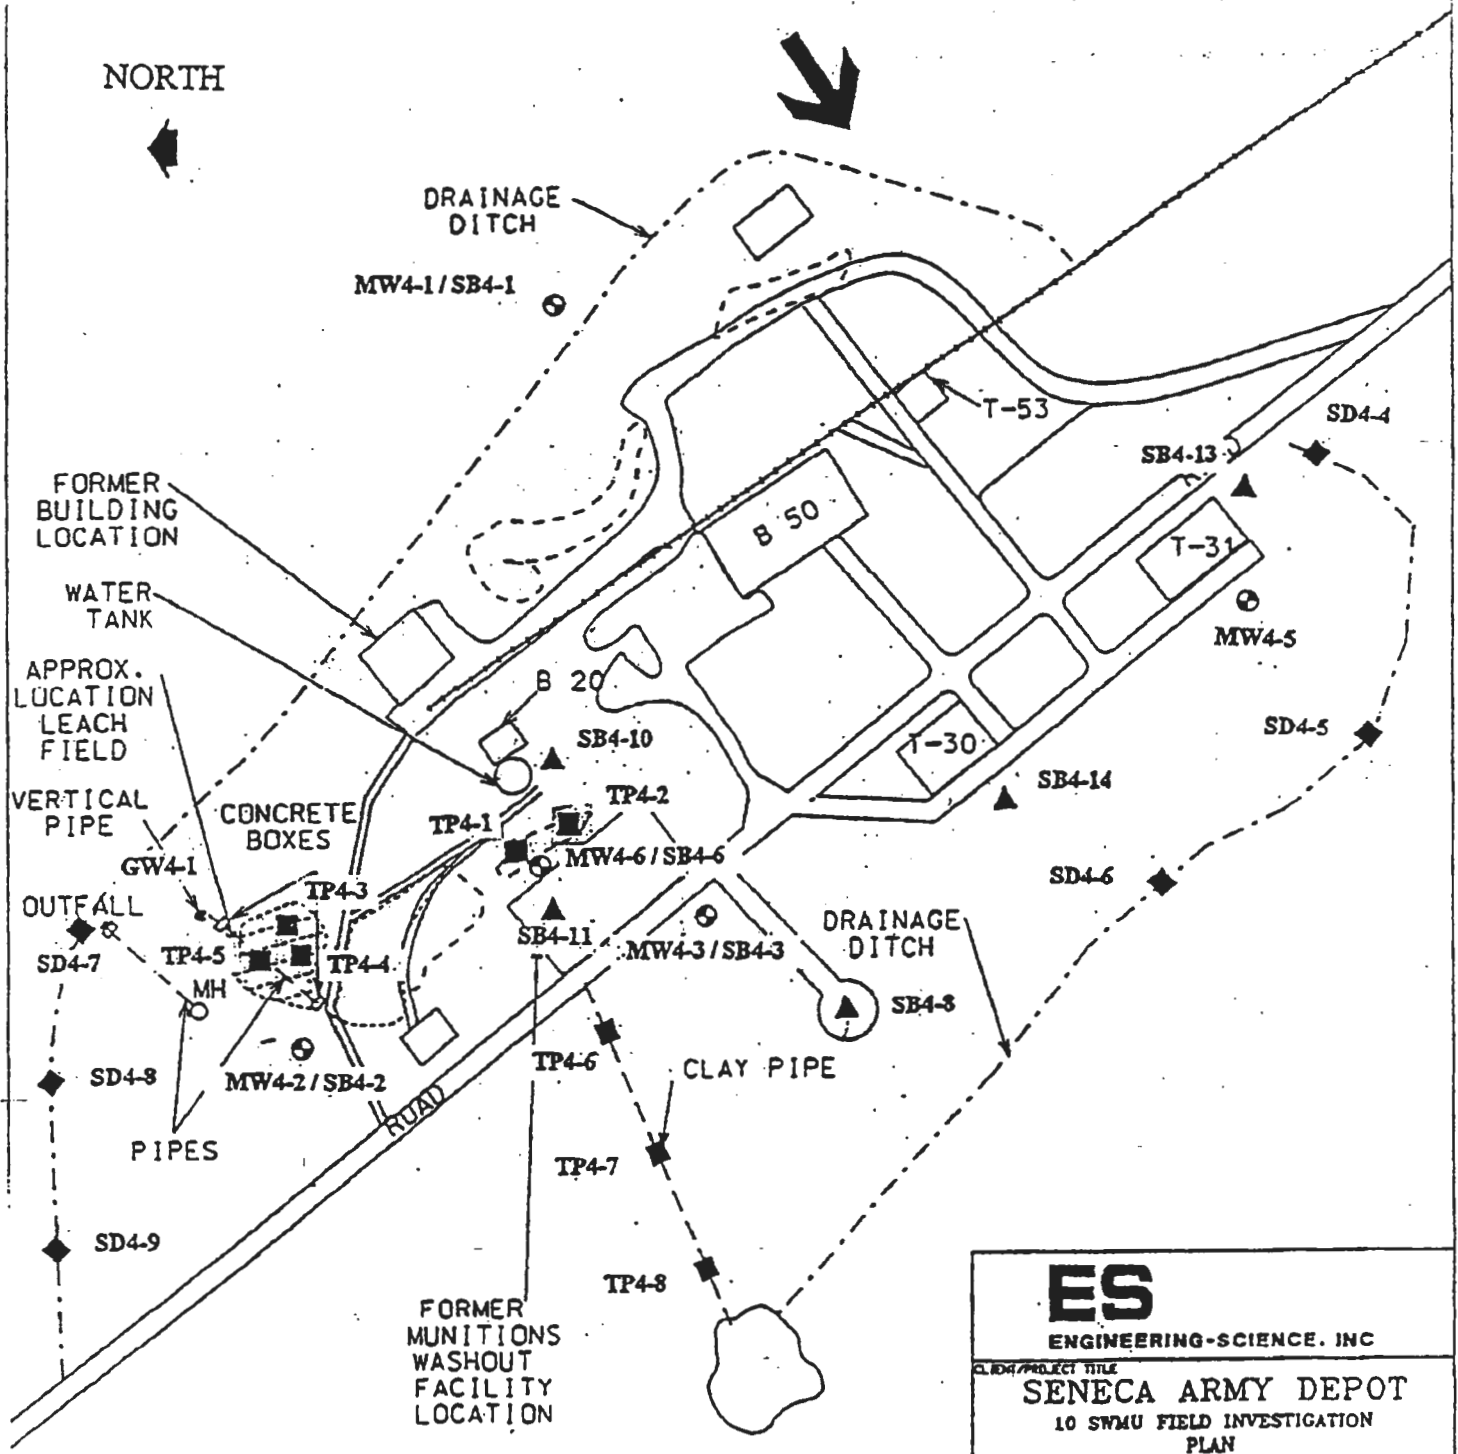 NORTH
DRAINAGE
DITCH
MW4-1/SB4-1
T-53
SD4-4
SB4-13
FORMER
BUILDING
LOCATION
B 50
T-31
WATER
TANK
MW4-5
APPROX.
LOCATION
LEACH
FIELD
B 20
SB4-10
SD4-5
T-30
SB4-14
VERTICAL
PIPE
CONCRETE
BOXES
TP4-1
TP4-2
GW4-1
MW4-6/SB4-6
SD4-6
TP4-3
OUTFALL
DRAINAGE
DITCH
SB4-11
SD4-7
TP4-5
TP4-4
MW4-3/SB4-3
MH
SB4-8
TP4-6
CLAY PIPE
SD4-8
MW4-2/SB4-2
ROAD
PIPES
TP4-7
SD4-9
TP4-8
FORMER
MUNITIONS
WASHOUT
FACILITY
LOCATION
ES
ENGINEERING-SCIENCE. INC
CLIENT/PROJECT TITLE
SENECA ARMY DEPOT
10 SWMU FIELD INVESTIGATION
PLAN